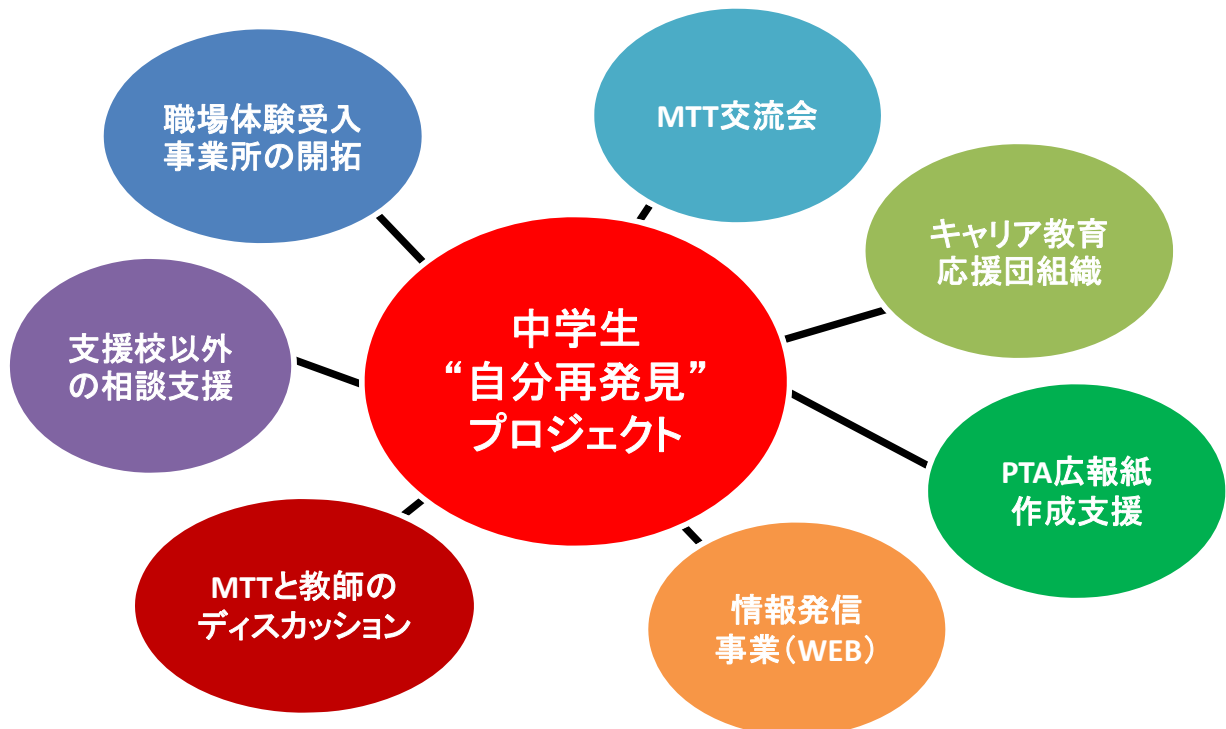 職場体験受入
事業所の開拓
MTT交流会
キャリア教育
応援団組織
中学生
“自分再発見”
プロジェクト
支援校以外
の相談支援
PTA広報紙
作成支援
MTTと教師の
ディスカッション
情報発信
事業（WEB）